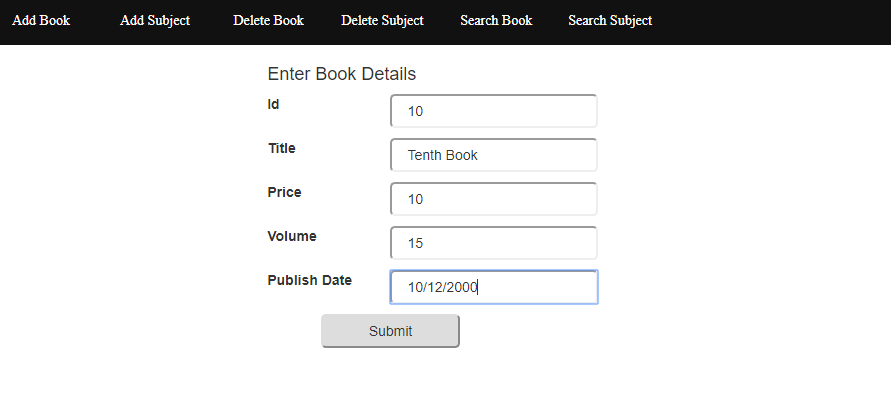 Add Book Add Subject Delete Book Delete Subject Search Book Search Subject
Enter Book Details
Id 10
Title Tenth Book
Price 10
Volume 15
Publish Date 10/12/2000
Submit